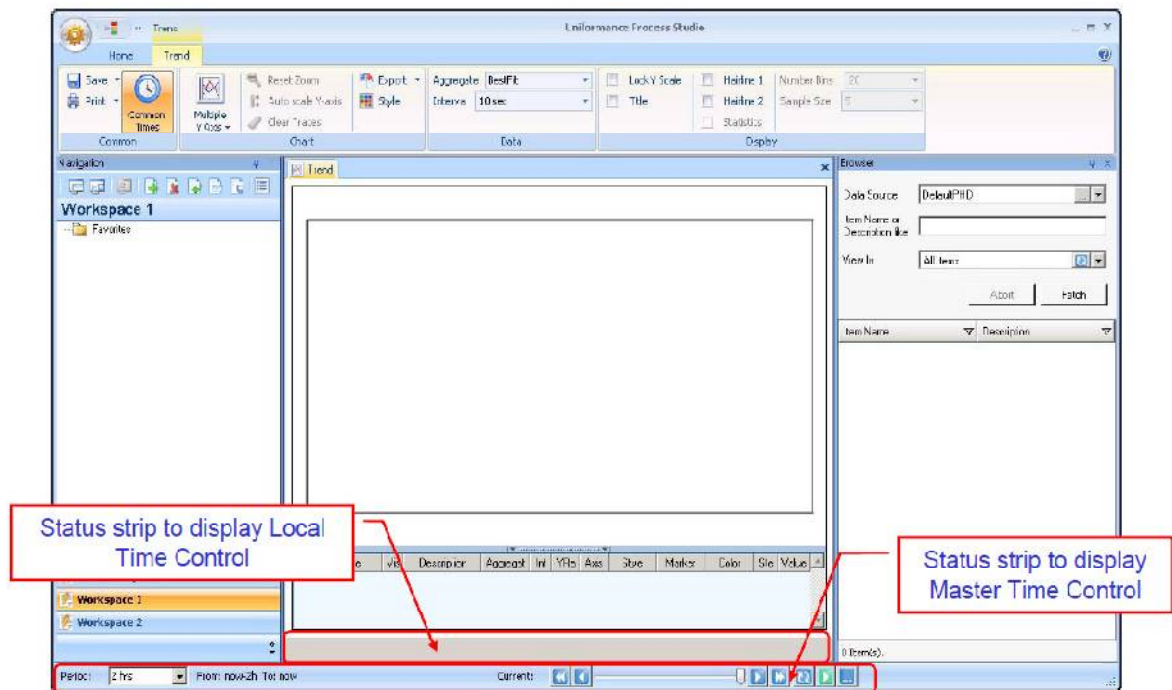 Trend
Uniformance Process Studio
Home Trend
Save
Print
Common Times
Common
Multiple Y Axis
Reset Zoom
Auto scale Y-axis
Clear Traces
Export
Style
Chart
Aggregate BestFit
Interval 10 sec
Data
Lock Y Scale
Title
Hairline 1
Hairline 2
Statistics
Number Bins 20
Sample Size 5
Display
Navigation
Workspace 1
Favorites
Trend
Browser
Data Source DefaultPHD
Item Name or Description like
View In All Items
Abort Fetch
Item Name Description
Status strip to display Local Time Control
Vis Description Aggregat Int YRe Axis Style Marker Color Ste Value
Status strip to display Master Time Control
Workspace 1
Workspace 2
0 Item(s).
Period: 2 hrs From: now-2h To: now Current: